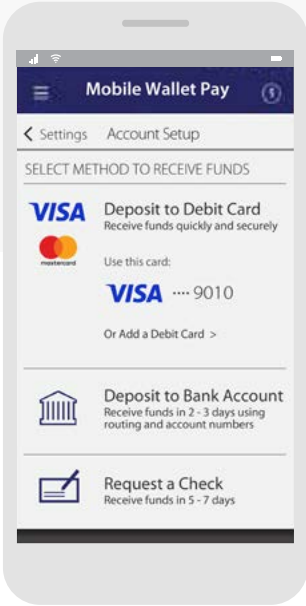 Mobile Wallet Pay
Settings Account Setup
SELECT METHOD TO RECEIVE FUNDS
VISA
mastercard
Deposit to Debit Card
Receive funds quickly and securely
Use this card:
VISA ···· 9010
Or Add a Debit Card >
Deposit to Bank Account
Receive funds in 2 - 3 days using
routing and account numbers
Request a Check
Receive funds in 5 - 7 days